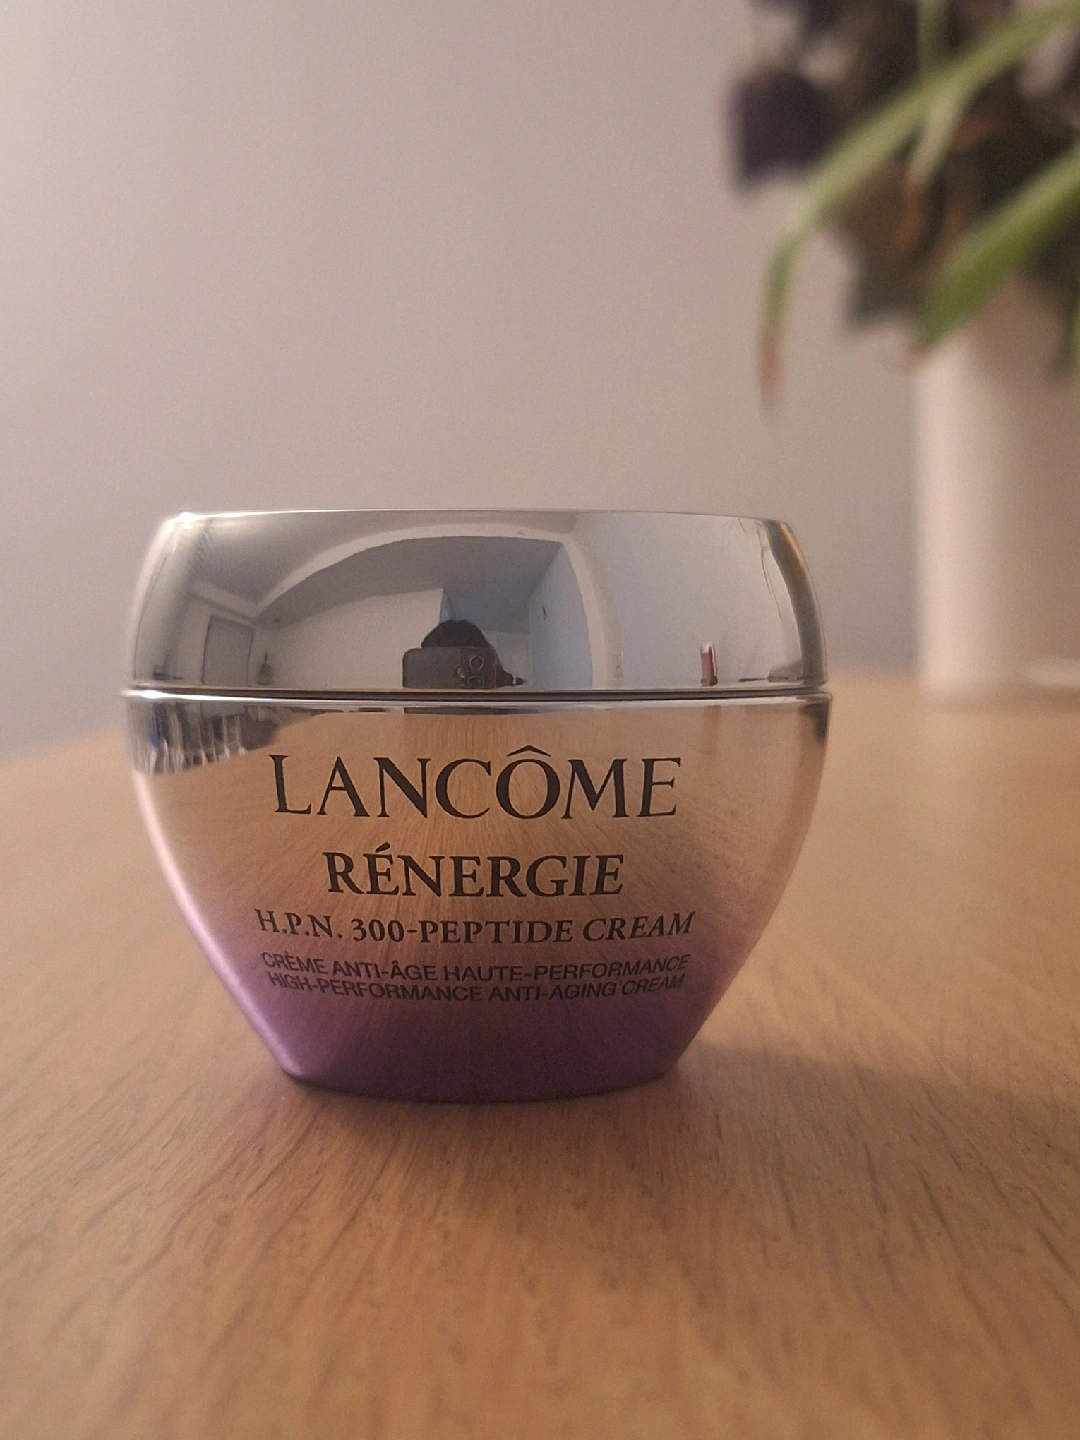 LANCÔME
RÉNERGIE
H.P.N. 300-PEPTIDE CREAM
CRÈME ANTI-ÂGE HAUTE-PERFORMANCE
HIGH-PERFORMANCE ANTI-AGING CREAM